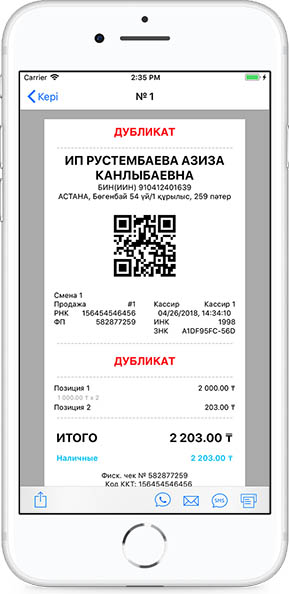 Carrier 2:35 PM
Кері № 1
ДУБЛИКАТ
ИП РУСТЕМБАЕВА АЗИЗА
КАНЛЫБАЕВНА
БИН(ИИН) 910412401639
АСТАНА, Бөгенбай 54 үй/1 құрылыс, 259 пәтер
Смена 1
Продажа #1 Кассир Кассир 1
РНК 156454546456 04/26/2018, 14:34:10
ФП 582877259 ИНК 1998
ЗНК A1DF95FC-56D
ДУБЛИКАТ
Позиция 1 2 000.00 ₸
1 000.00 ₸ x 2
Позиция 2 203.00 ₸
ИТОГО 2 203.00 ₸
Наличные 2 203.00 ₸
Фиск. чек № 582877259
Код ККТ: 156454546456
SMS